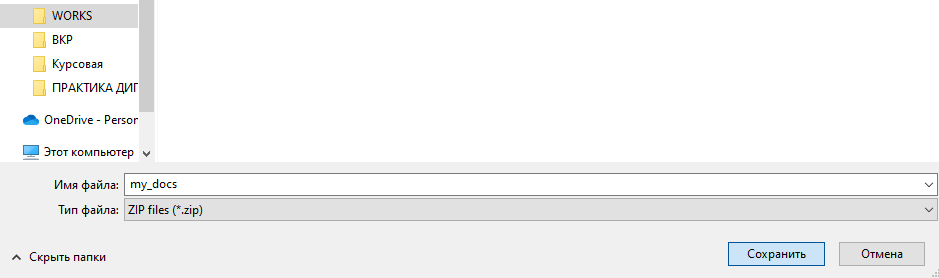 WORKS
ВКР
Курсовая
ПРАКТИКА ДИГ
OneDrive - Person
Этот компьютер
Имя файла: my_docs
Тип файла: ZIP files (*.zip)
Скрыть папки
Сохранить
Отмена